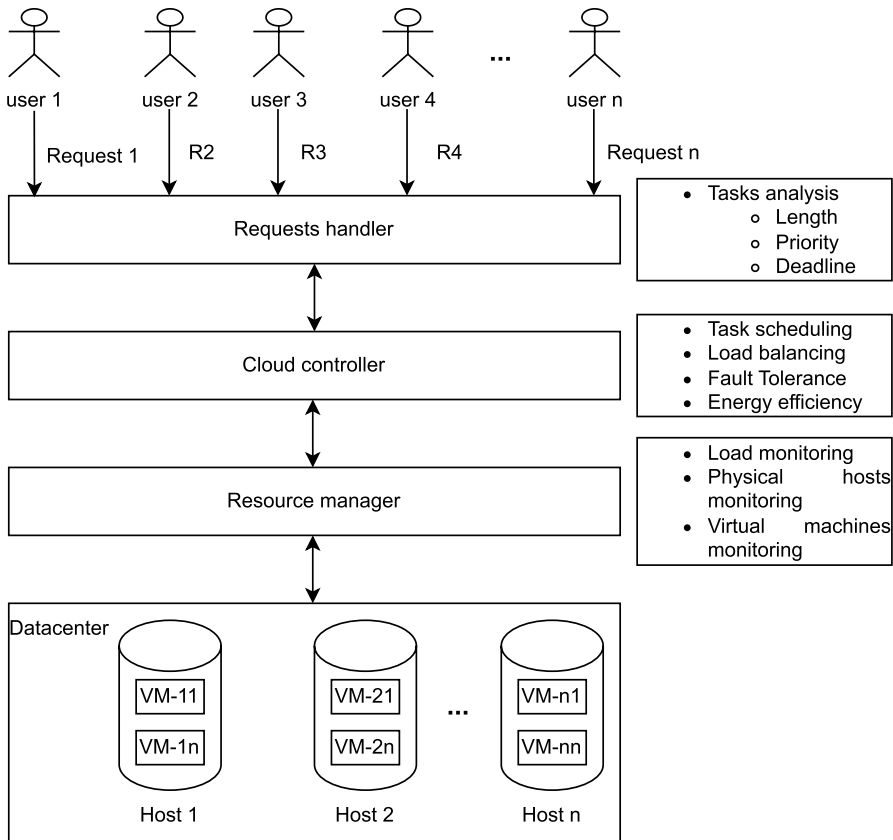 ...
user 1 user 2 user 3 user 4 user n
Request 1 R2 R3 R4 Request n
Requests handler
• Tasks analysis
○ Length
○ Priority
○ Deadline
Cloud controller
• Task scheduling
• Load balancing
• Fault Tolerance
• Energy efficiency
Resource manager
• Load monitoring
• Physical hosts
monitoring
• Virtual machines
monitoring
Datacenter
VM-11 VM-21 VM-n1
...
VM-1n VM-2n VM-nn
Host 1 Host 2 Host n